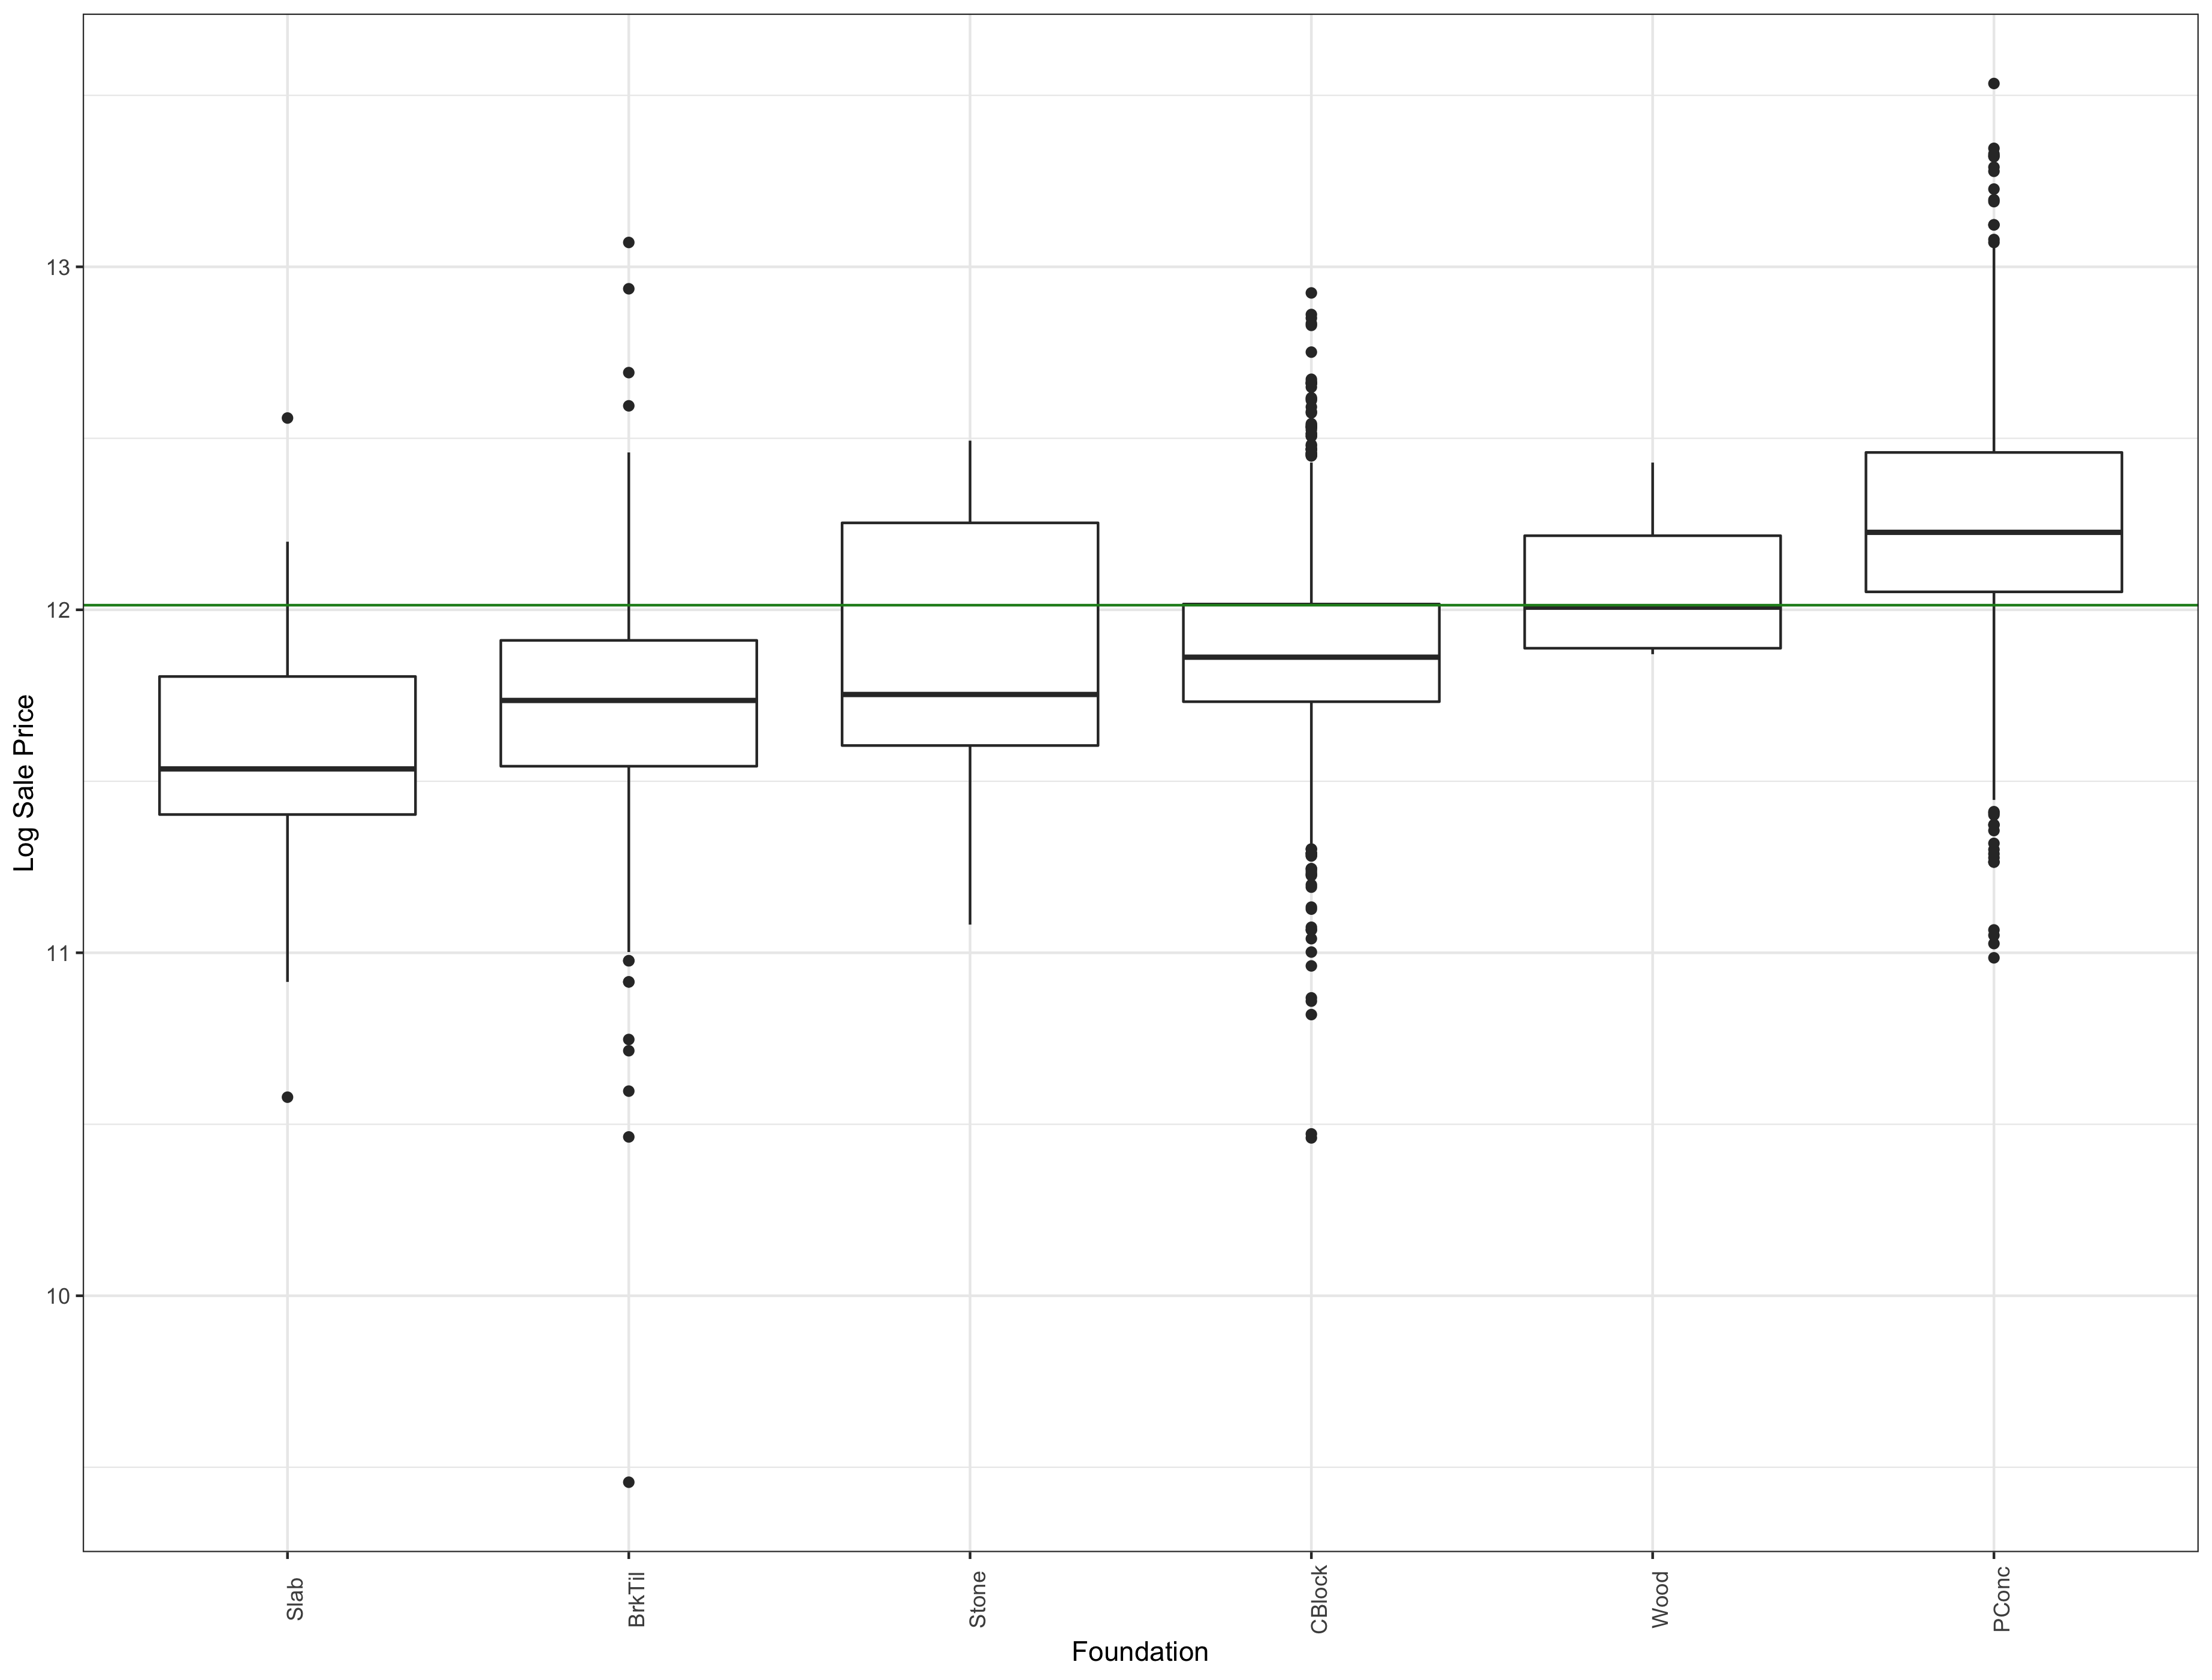 Log Sale Price
13
12
11
10
Slab
BrkTil
Stone
CBlock
Wood
PConc
Foundation